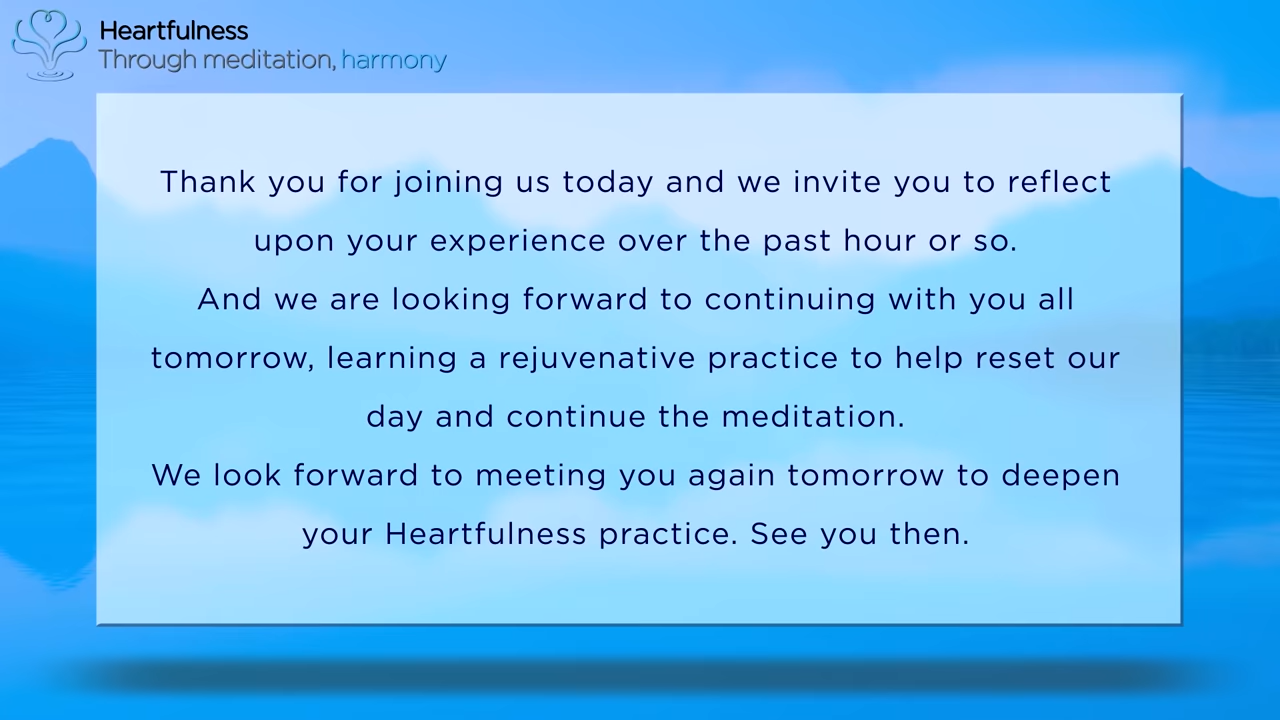 Heartfulness
Through meditation, harmony
Thank you for joining us today and we invite you to reflect
upon your experience over the past hour or so.
And we are looking forward to continuing with you all
tomorrow, learning a rejuvenative practice to help reset our
day and continue the meditation.
We look forward to meeting you again tomorrow to deepen
your Heartfulness practice. See you then.